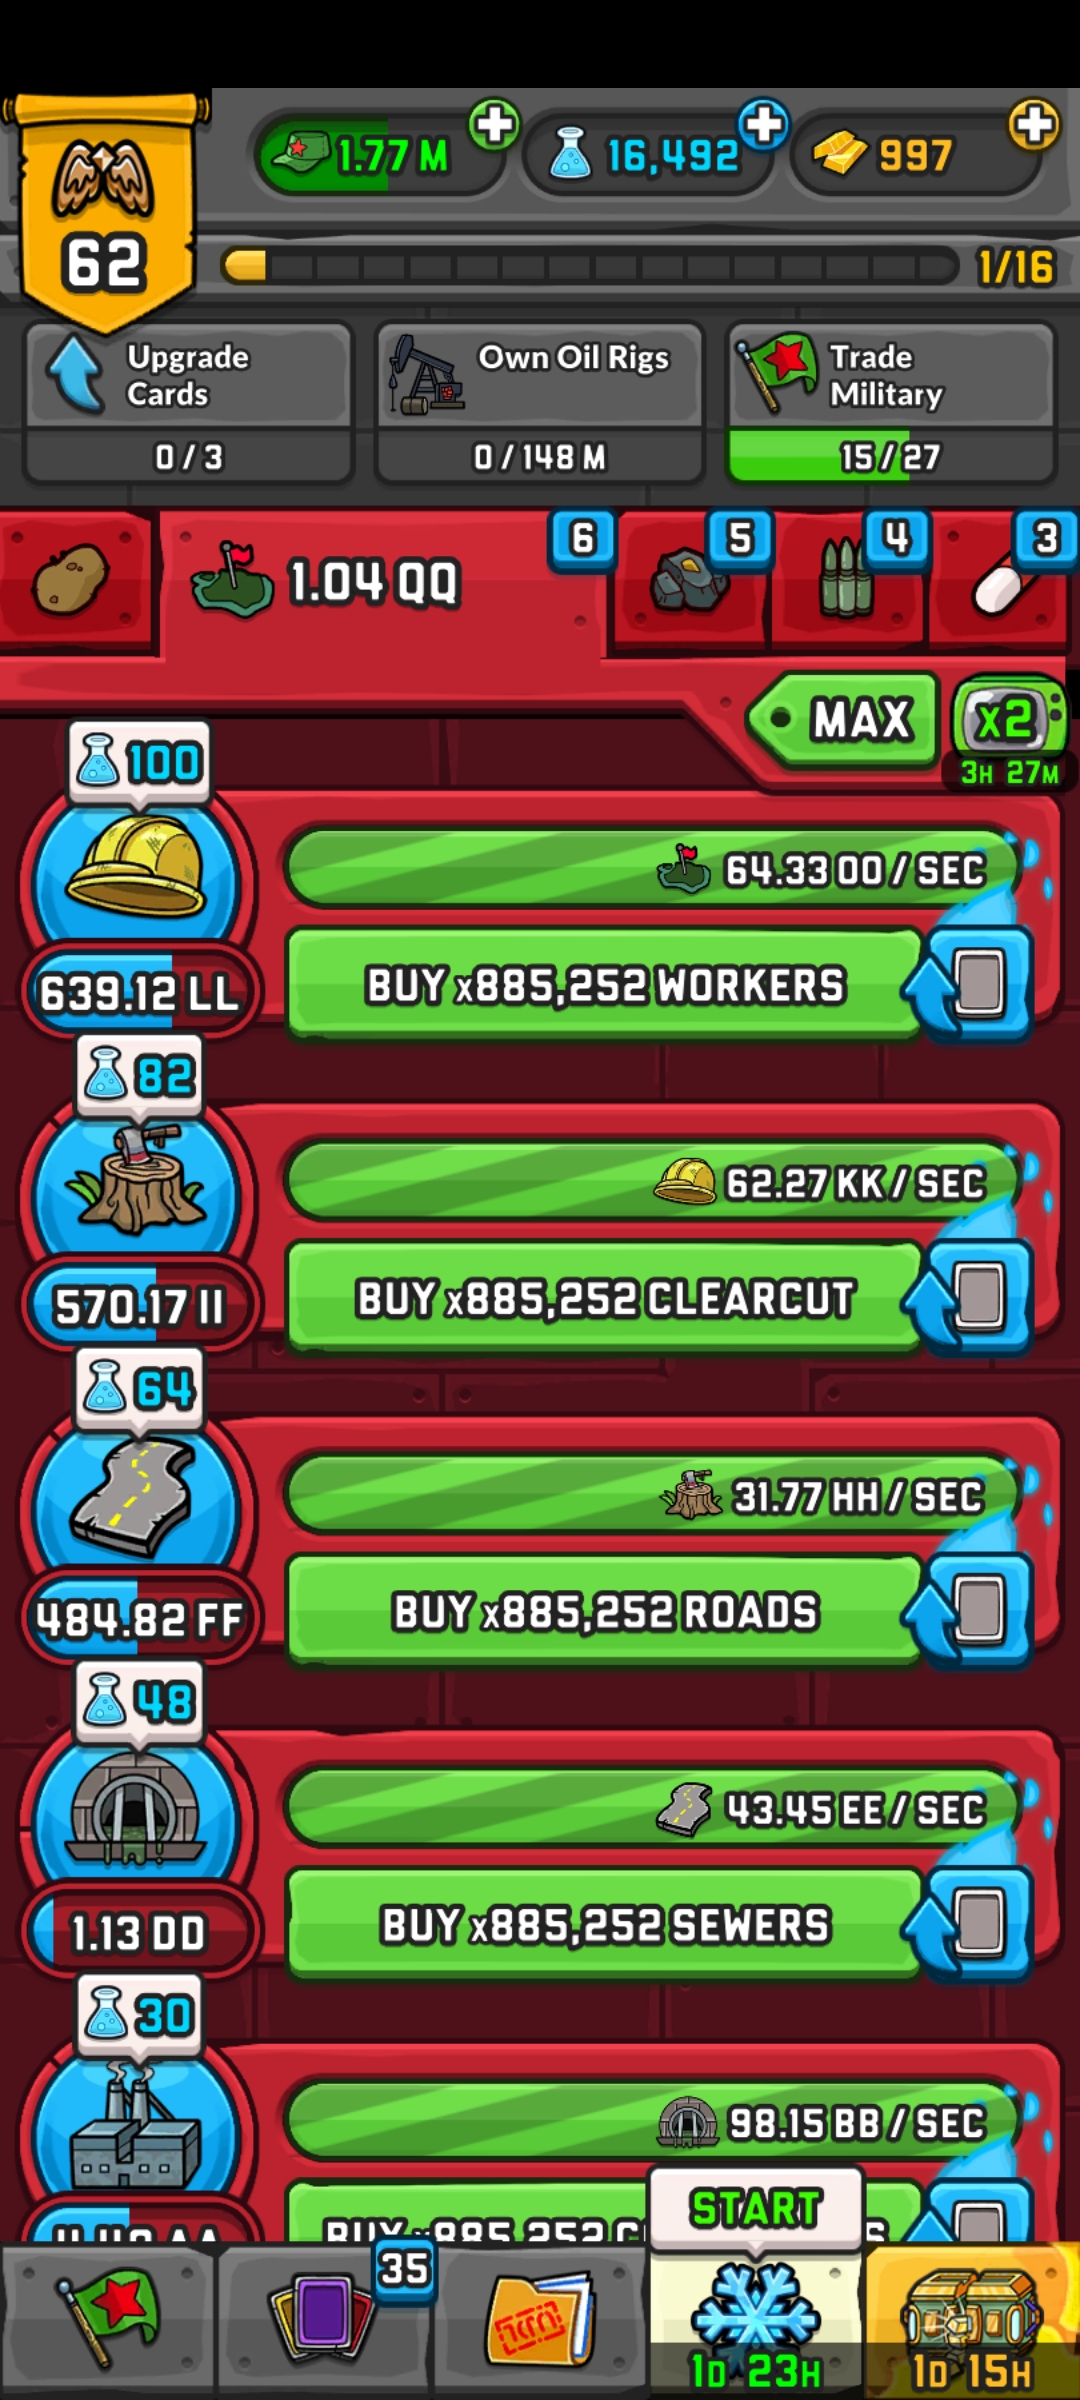 62
1.77 M
16,492
997
1/16
Upgrade
Cards
0 / 3
Own Oil Rigs
0 / 148 M
Trade
Military
15 / 27
1.04 QQ
6
5
4
3
MAX
x2
3H 27M
100
64.33 OO / SEC
639.12 LL
BUY x885,252 WORKERS
82
62.27 KK / SEC
570.17 II
BUY x885,252 CLEARCUT
64
31.77 HH / SEC
484.82 FF
BUY x885,252 ROADS
48
43.45 EE / SEC
1.13 DD
BUY x885,252 SEWERS
30
98.15 BB / SEC
BUY x885,252
START
35
1D 23H
1D 15H